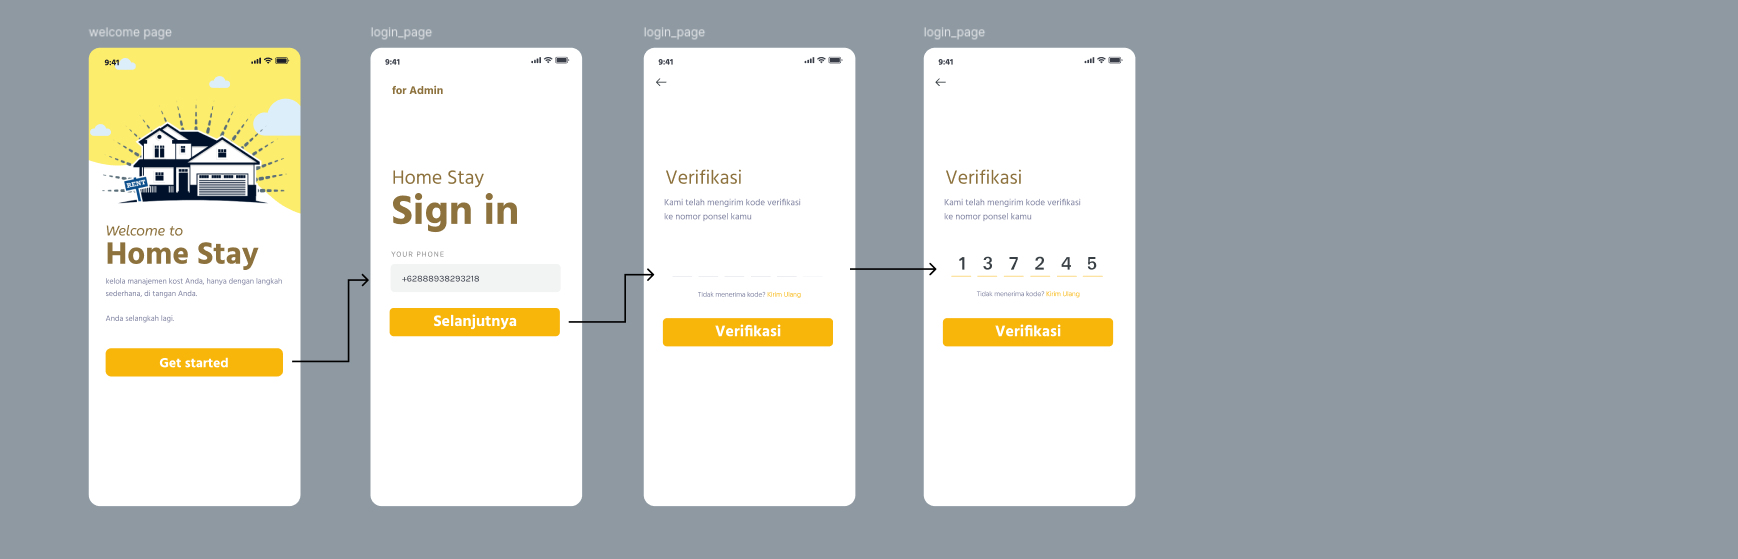 welcome page
9:41
RENT
Welcome to
Home Stay
kelola manajemen kost Anda, hanya dengan langkah
sederhana, di tangan Anda.
Anda selangkah lagi.
Get started
login_page
9:41
for Admin
Home Stay
Sign in
YOUR PHONE
+62888938293218
Selanjutnya
login_page
9:41
Verifikasi
Kami telah mengirim kode verifikasi
ke nomor ponsel kamu
Tidak menerima kode? Kirim Ulang
Verifikasi
login_page
9:41
Verifikasi
Kami telah mengirim kode verifikasi
ke nomor ponsel kamu
1 3 7 2 4 5
Tidak menerima kode? Kirim Ulang
Verifikasi